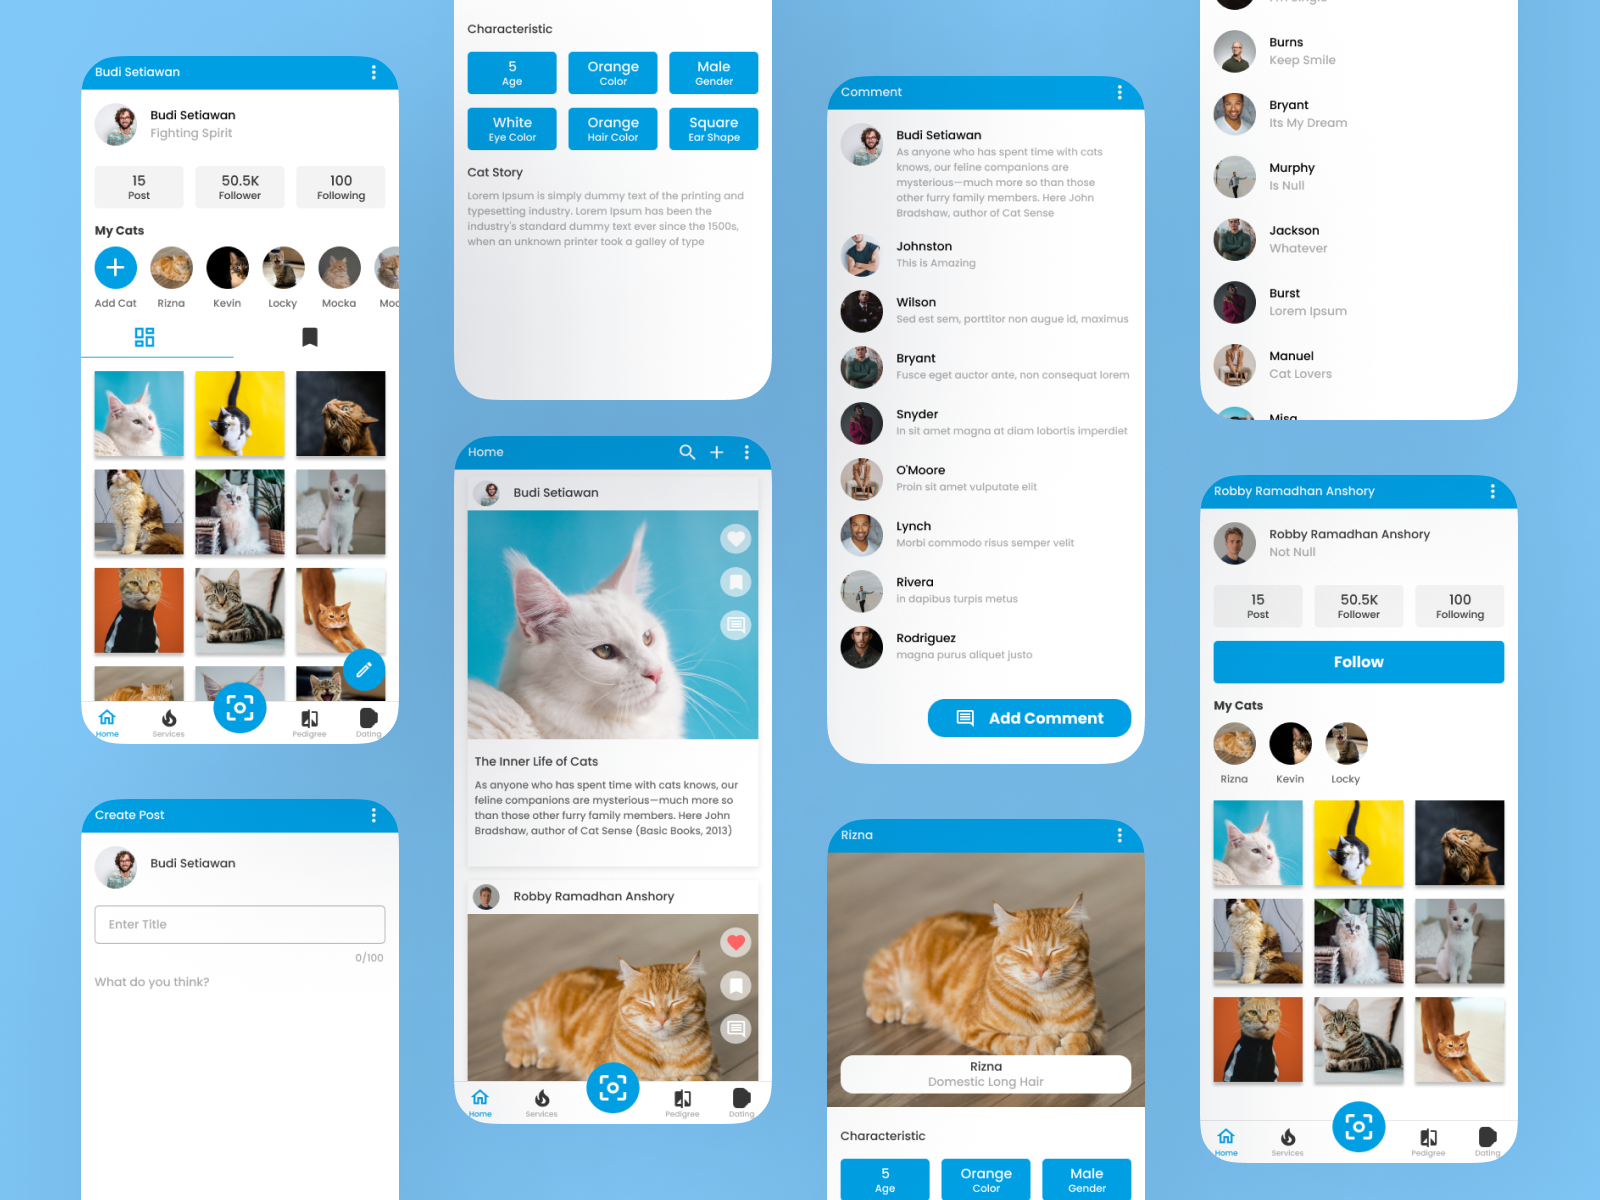 Budi Setiawan
Budi Setiawan
Fighting Spirit
15
Post
50.5K
Follower
100
Following
My Cats
Add Cat
Rizna
Kevin
Locky
Mocka
Moc
Home
Services
Pedigree
Dating
Create Post
Budi Setiawan
Enter Title
0/100
What do you think?
Characteristic
5
Age
Orange
Color
Male
Gender
White
Eye Color
Orange
Hair Color
Square
Ear Shape
Cat Story
Lorem Ipsum is simply dummy text of the printing and
typesetting industry. Lorem Ipsum has been the
industry's standard dummy text ever since the 1500s,
when an unknown printer took a galley of type
Home
Budi Setiawan
The Inner Life of Cats
As anyone who has spent time with cats knows, our
feline companions are mysterious—much more so
than those other furry family members. Here John
Bradshaw, author of Cat Sense (Basic Books, 2013)
Robby Ramadhan Anshory
Home
Services
Pedigree
Dating
Comment
Budi Setiawan
As anyone who has spent time with cats
knows, our feline companions are
mysterious—much more so than those
other furry family members. Here John
Bradshaw, author of Cat Sense
Johnston
This is Amazing
Wilson
Sed est sem, porttitor non augue id, maximus
Bryant
Fusce eget auctor ante, non consequat lorem
Snyder
In sit amet magna at diam lobortis imperdiet
O'Moore
Proin sit amet vulputate elit
Lynch
Morbi commodo risus semper velit
Rivera
in dapibus turpis metus
Rodriguez
magna purus aliquet justo
Add Comment
Rizna
Rizna
Domestic Long Hair
Characteristic
5
Age
Orange
Color
Male
Gender
Burns
Keep Smile
Bryant
Its My Dream
Murphy
Is Null
Jackson
Whatever
Burst
Lorem Ipsum
Manuel
Cat Lovers
Misa
Robby Ramadhan Anshory
Robby Ramadhan Anshory
Not Null
15
Post
50.5K
Follower
100
Following
Follow
My Cats
Rizna
Kevin
Locky
Home
Services
Pedigree
Dating